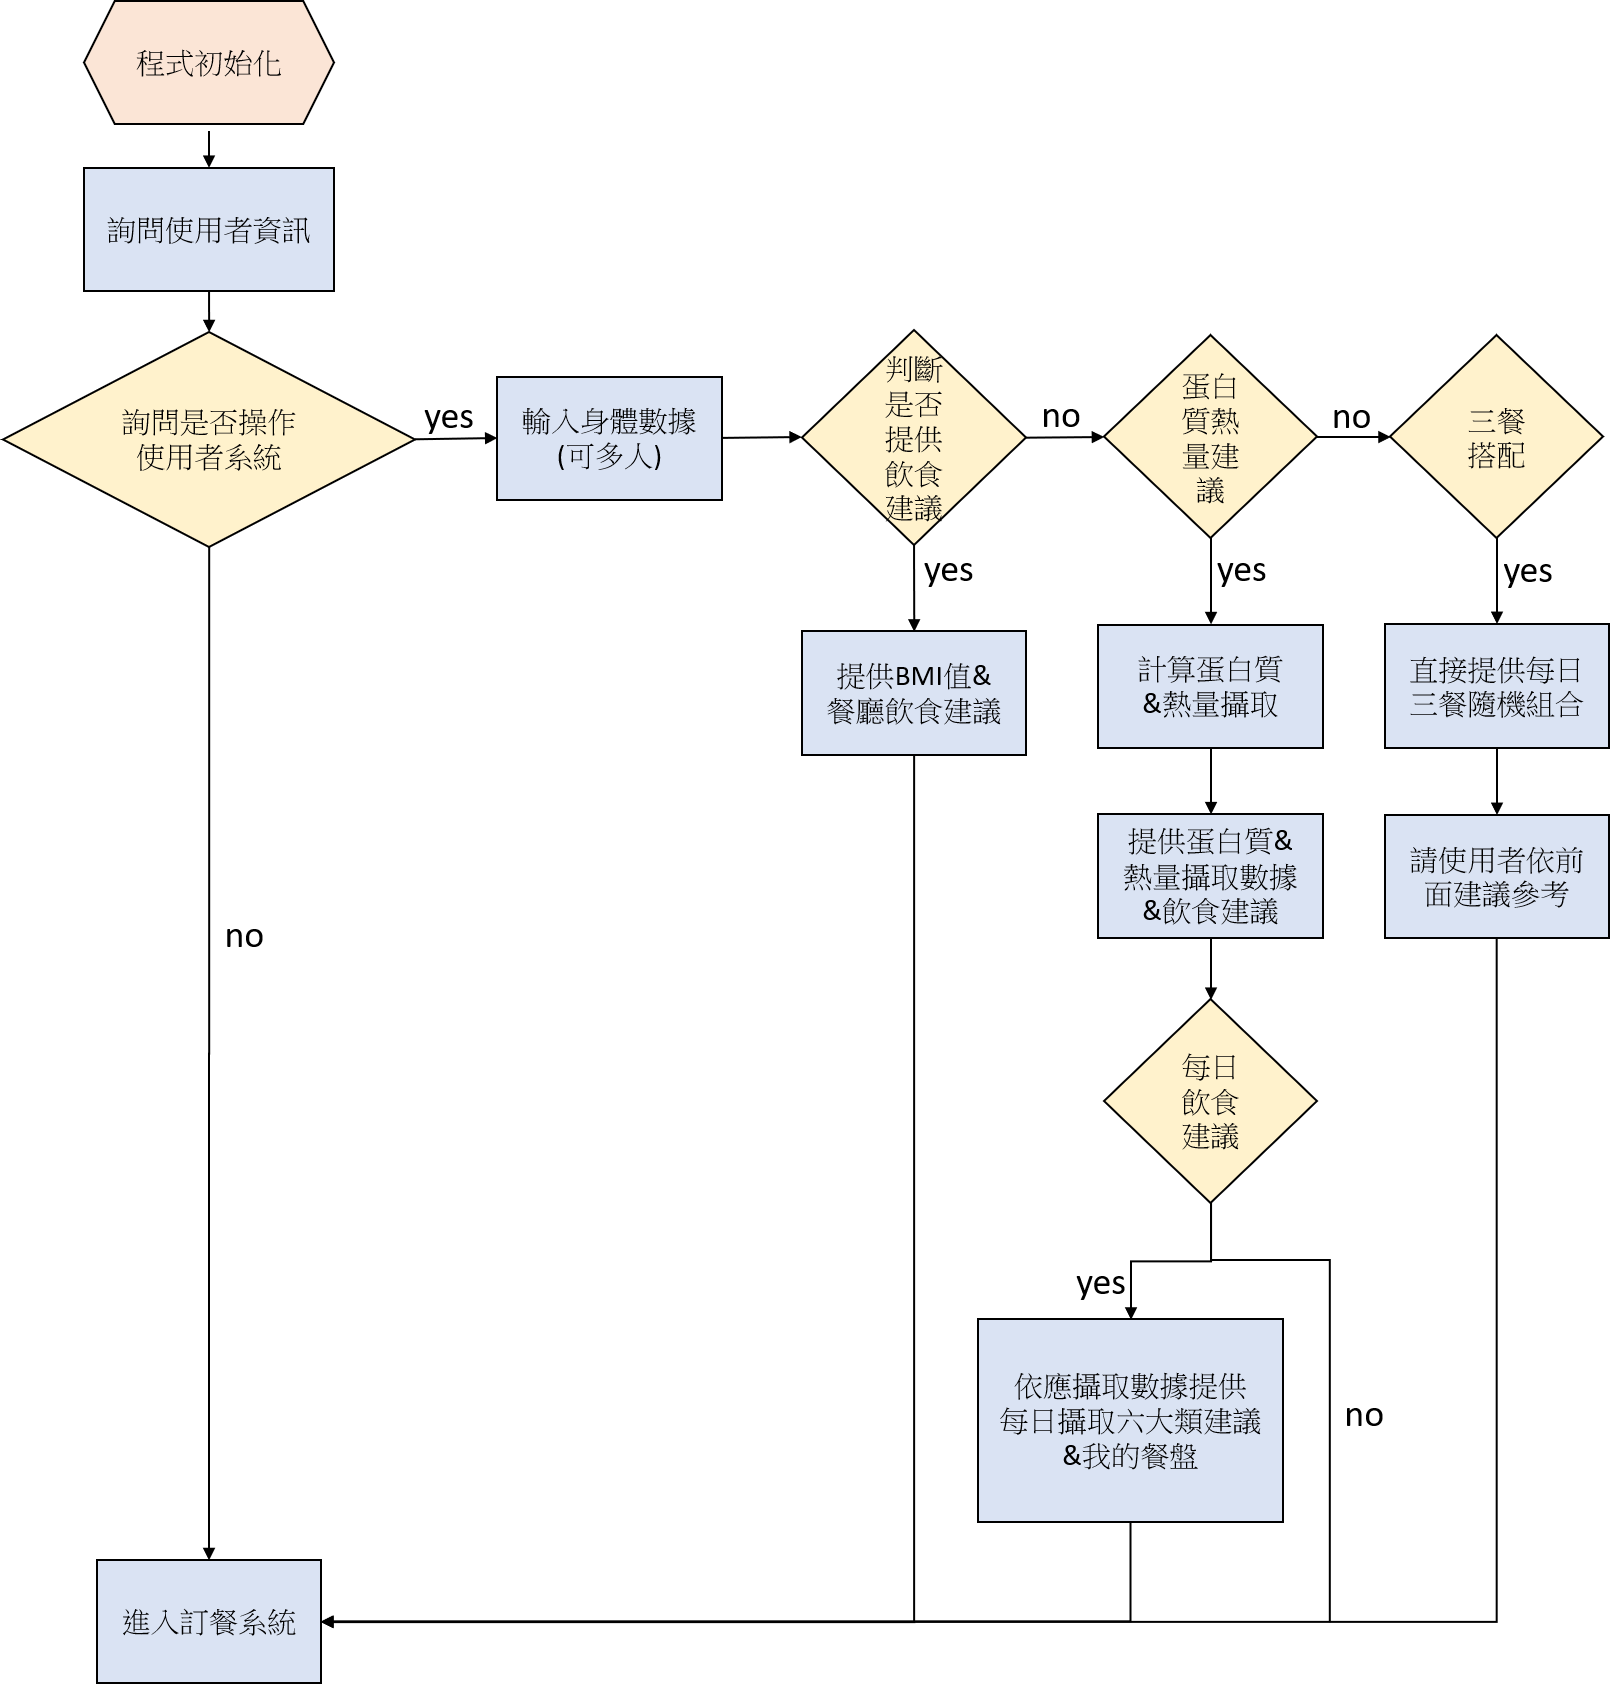 程式初始化
詢問使用者資訊
詢問是否操作
使用者系統
yes
輸入身體數據
(可多人)
判斷
是否
提供
飲食
建議
no
蛋白
質熱
量建
議
no
三餐
搭配
yes
yes
yes
提供BMI值&
餐廳飲食建議
計算蛋白質
&熱量攝取
直接提供每日
三餐隨機組合
提供蛋白質&
熱量攝取數據
&飲食建議
請使用者依前
面建議參考
no
每日
飲食
建議
yes
依應攝取數據提供
每日攝取六大類建議
&我的餐盤
no
進入訂餐系統